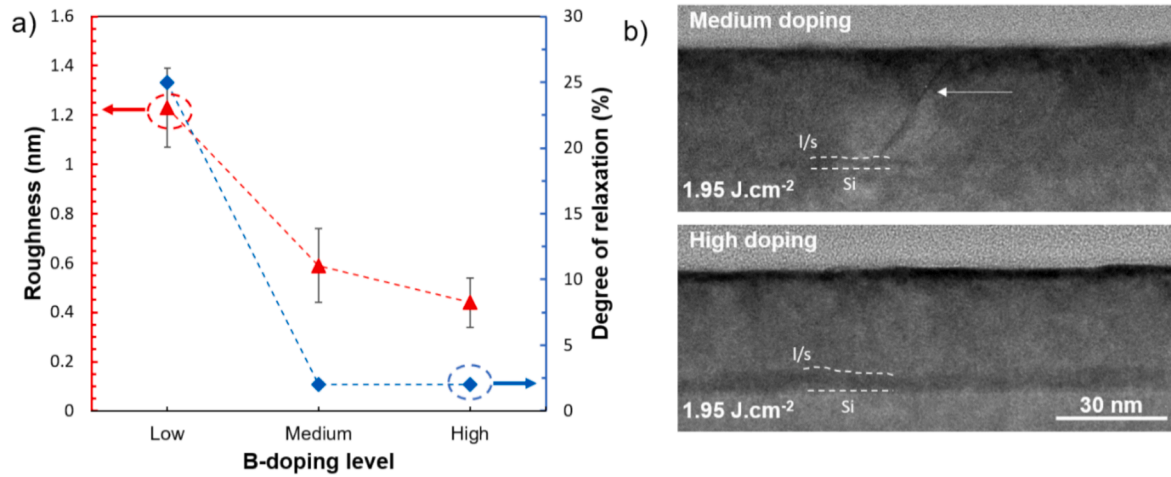 a)
Roughness (nm)
1.6
1.4
1.2
1
0.8
0.6
0.4
0.2
0
30
25
20
15
10
5
0
Degree of relaxation (%)
Low Medium High
B-doping level
b)
Medium doping
l/s
Si
1.95 J.cm⁻²
High doping
l/s
Si
1.95 J.cm⁻²
30 nm